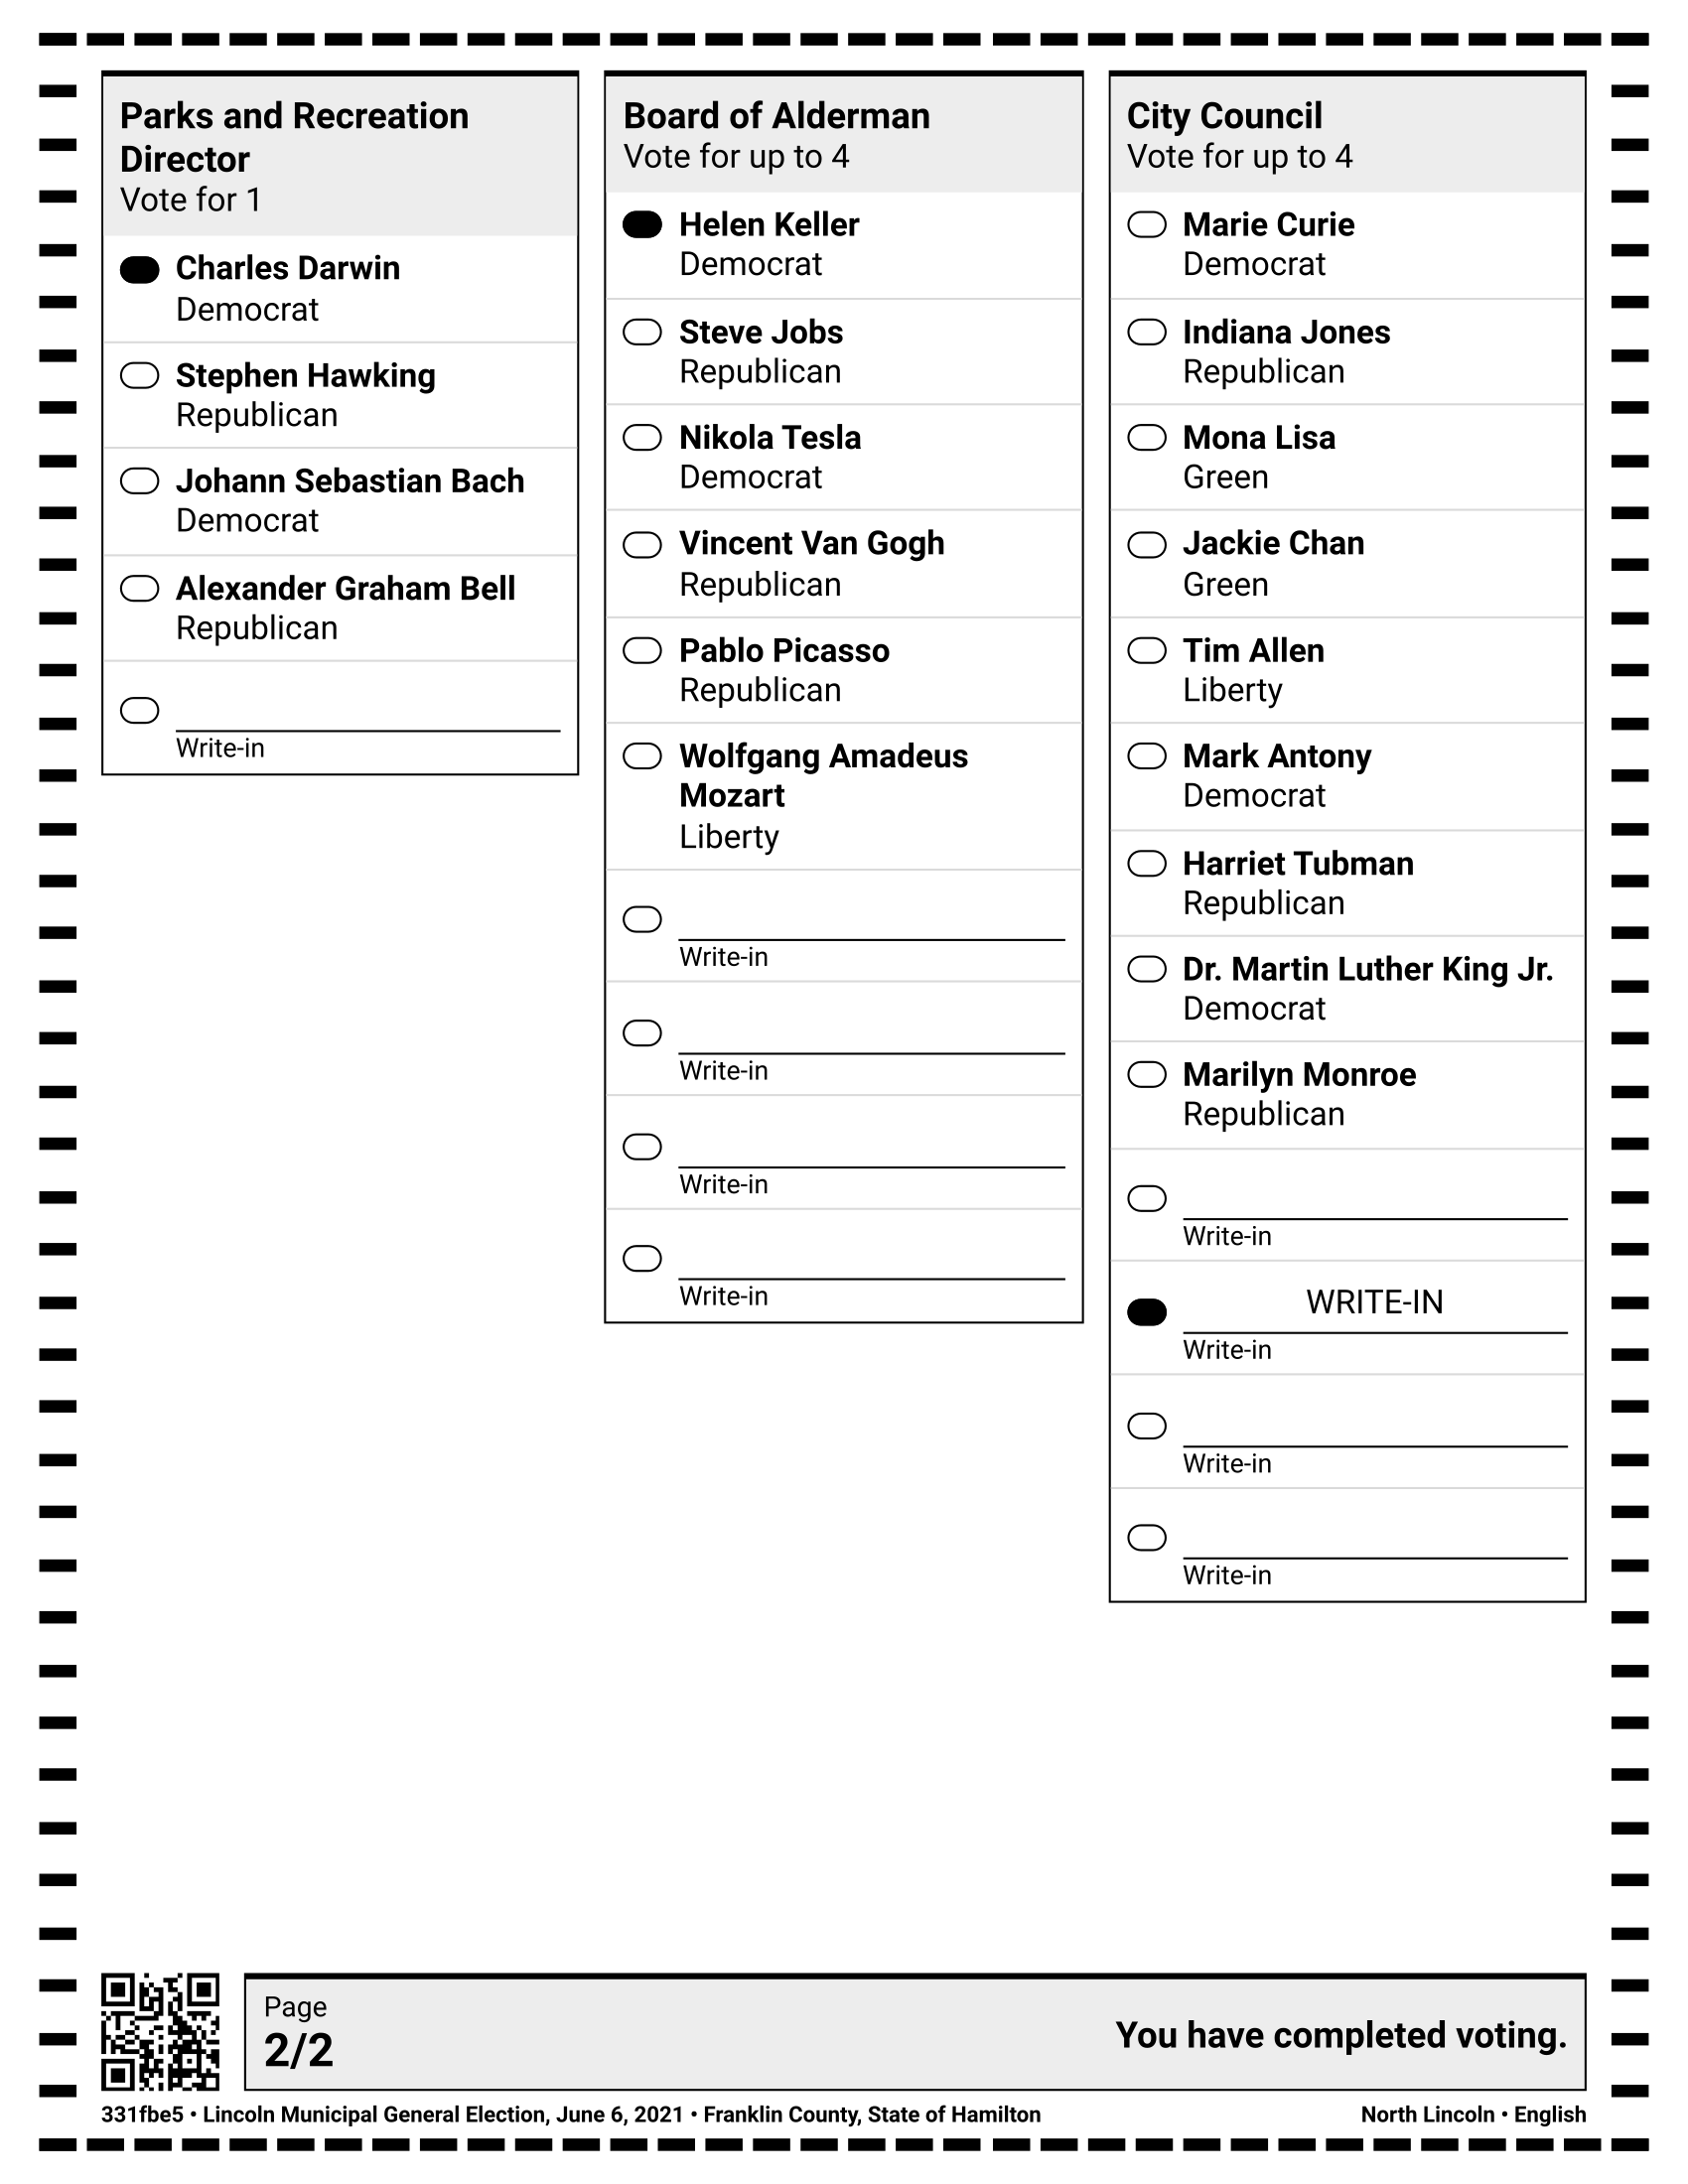 Parks and Recreation
Director
Vote for 1
Charles Darwin
Democrat
Stephen Hawking
Republican
Johann Sebastian Bach
Democrat
Alexander Graham Bell
Republican
Write-in
Board of Alderman
Vote for up to 4
Helen Keller
Democrat
Steve Jobs
Republican
Nikola Tesla
Democrat
Vincent Van Gogh
Republican
Pablo Picasso
Republican
Wolfgang Amadeus
Mozart
Liberty
Write-in
Write-in
Write-in
Write-in
City Council
Vote for up to 4
Marie Curie
Democrat
Indiana Jones
Republican
Mona Lisa
Green
Jackie Chan
Green
Tim Allen
Liberty
Mark Antony
Democrat
Harriet Tubman
Republican
Dr. Martin Luther King Jr.
Democrat
Marilyn Monroe
Republican
Write-in
WRITE-IN
Write-in
Write-in
Write-in
Page
2/2
You have completed voting.
331fbe5 • Lincoln Municipal General Election, June 6, 2021 • Franklin County, State of Hamilton
North Lincoln • English